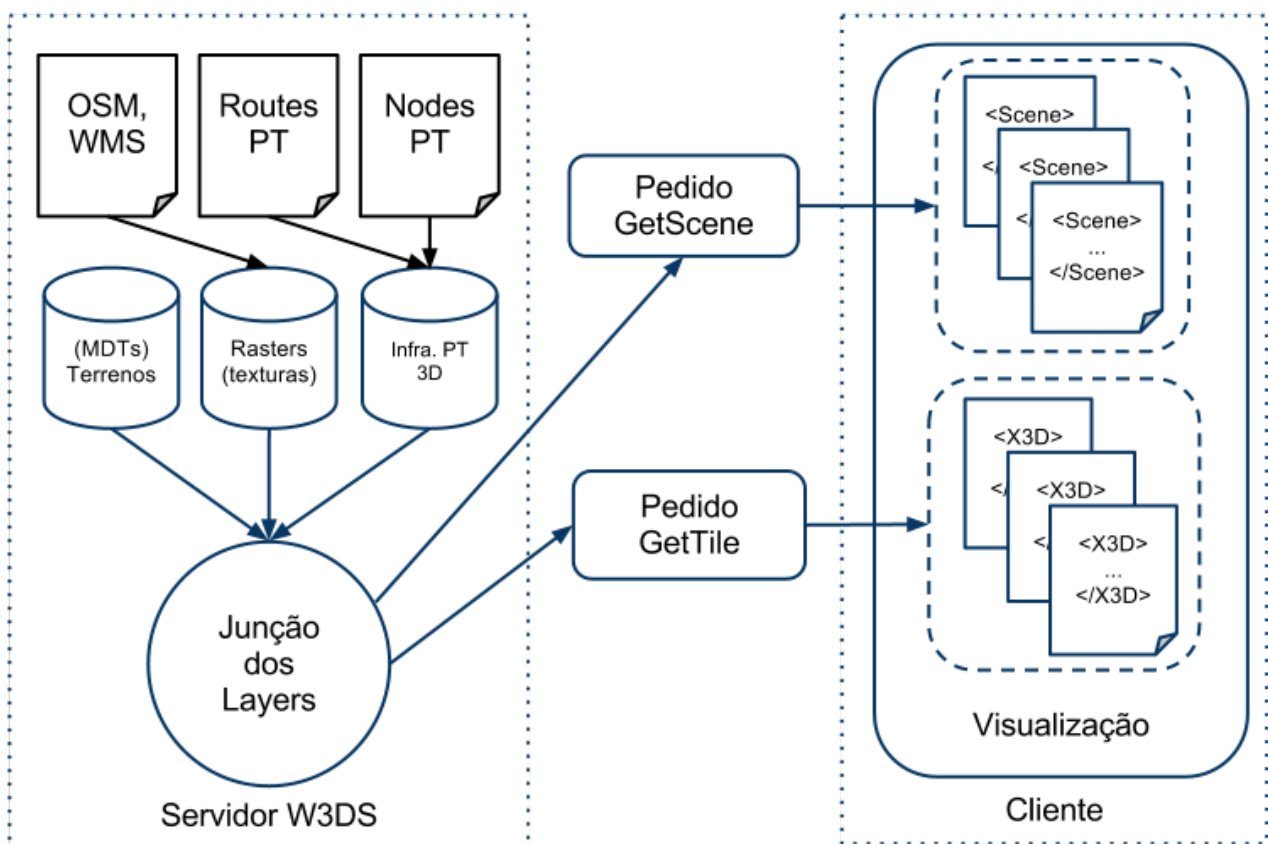 OSM,
WMS
Routes
PT
Nodes
PT
(MDTs)
Terrenos
Rasters
(texturas)
Infra. PT
3D
Junção
dos
Layers
Servidor W3DS
Pedido
GetScene
Pedido
GetTile
<Scene>
</
<Scene>
</
<Scene>
...
</Scene>
<X3D>
</
<X3D>
</
<X3D>
...
</X3D>
Visualização
Cliente